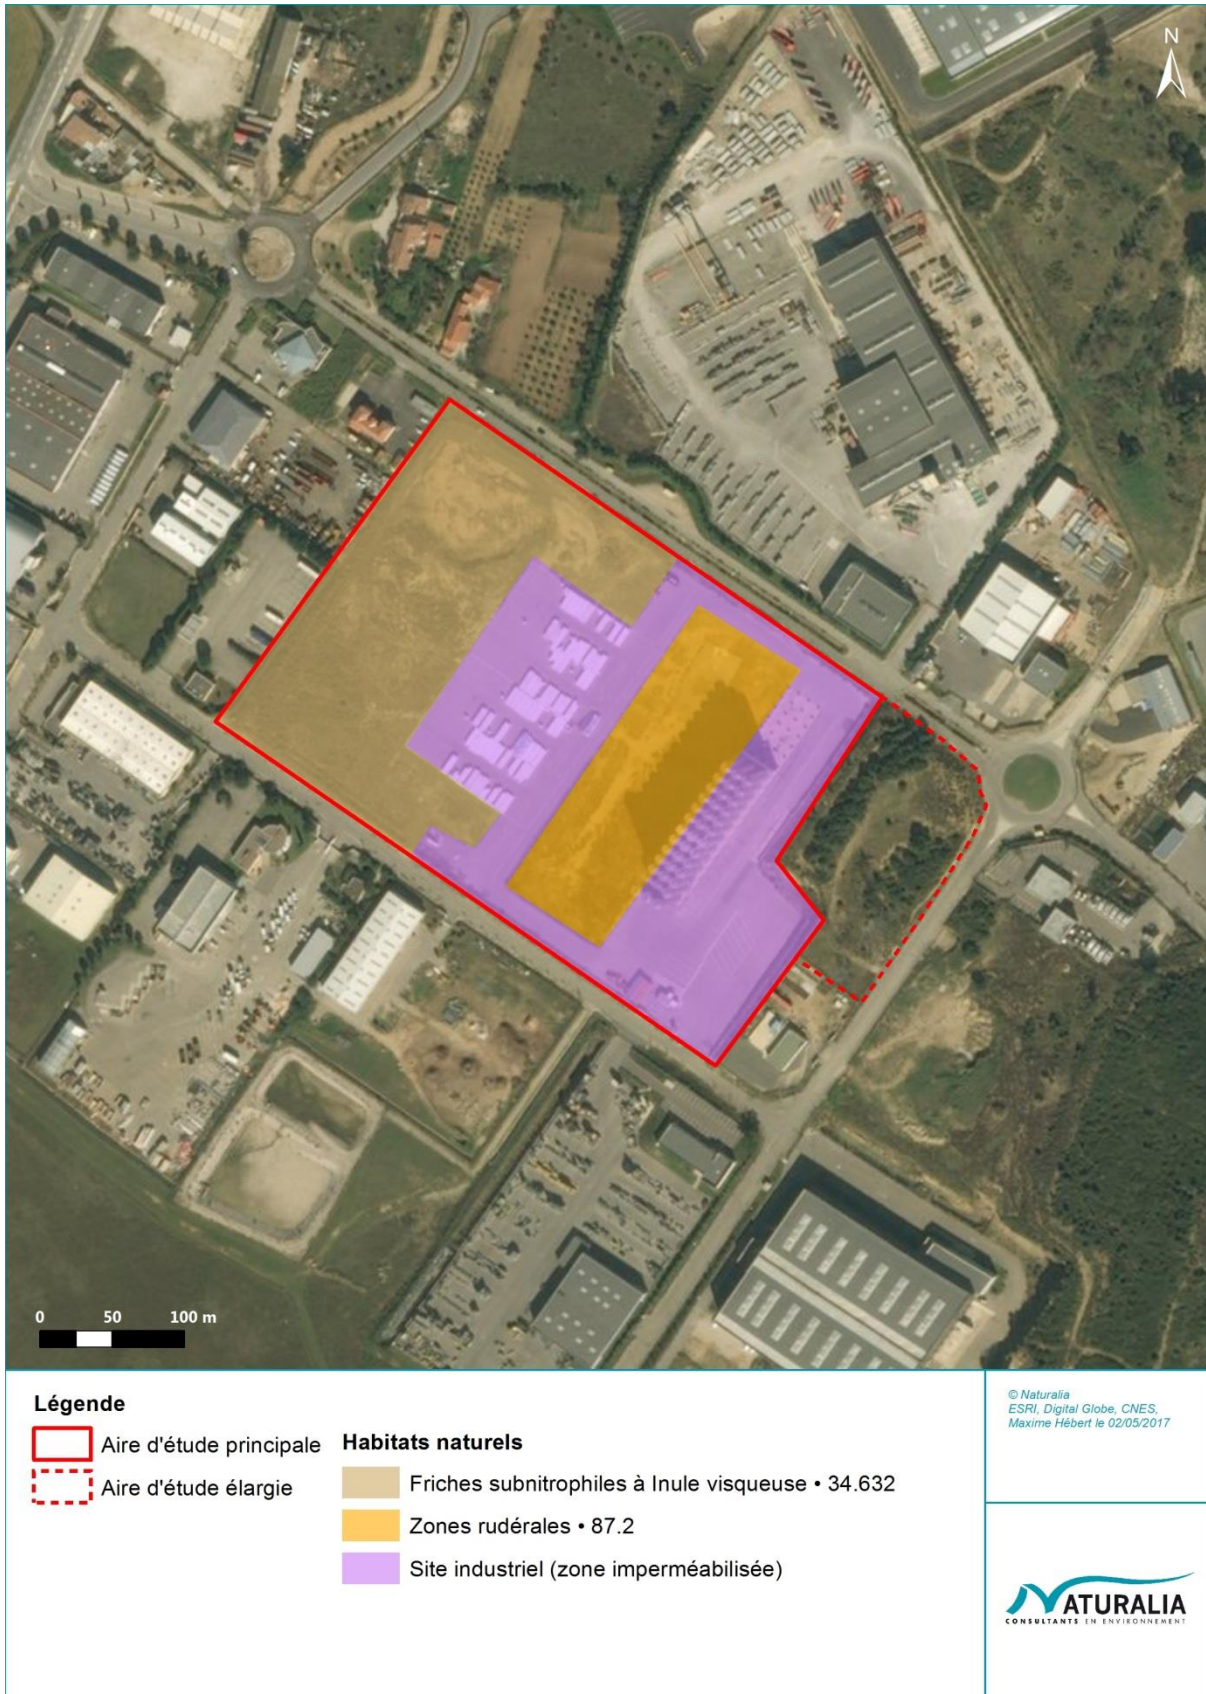 N
0 50 100 m
Légende
Aire d'étude principale
Aire d'étude élargie
Habitats naturels
Friches subnitrophiles à Inule visqueuse • 34.632
Zones rudérales • 87.2
Site industriel (zone imperméabilisée)
© Naturalia
ESRI, Digital Globe, CNES,
Maxime Hébert le 02/05/2017
NATURALIA
CONSULTANTS EN ENVIRONNEMENT